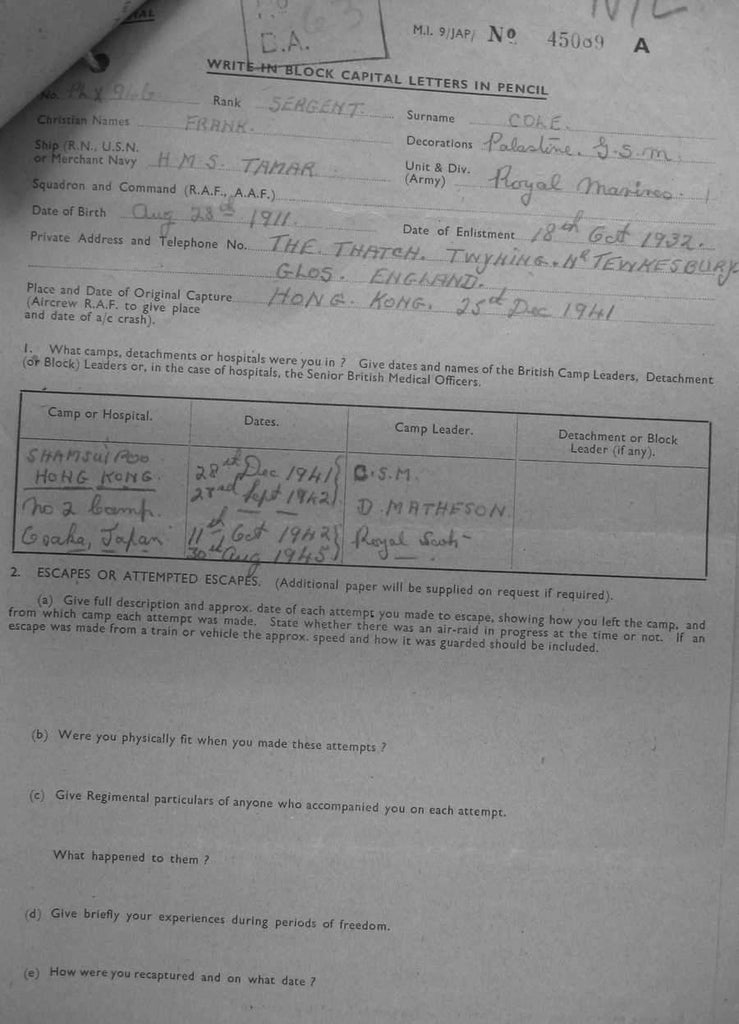 D.A.
M.I. 9/JAP/ No 45009 A
WRITE IN BLOCK CAPITAL LETTERS IN PENCIL
No. Rank SERGENT. Surname COLE.
Christian Names FRANK. Decorations Palastine. G.S.M.
Ship (R.N., U.S.N. or Merchant Navy H.M.S. TAMAR Unit & Div. (Army) Royal Marines.
Squadron and Command (R.A.F., A.A.F.)
Date of Birth Aug 28th 1911. Date of Enlistment 18th Oct 1932.
Private Address and Telephone No. THE. THATCH. TWYNING. NR TEWKESBURY
GLOS. ENGLAND.
Place and Date of Original Capture HONG. KONG. 25th Dec 1941
(Aircrew R.A.F. to give place
and date of a/c crash).
1. What camps, detachments or hospitals were you in ? Give dates and names of the British Camp Leaders, Detachment
(or Block) Leaders or, in the case of hospitals, the Senior British Medical Officers.
Camp or Hospital. Dates. Camp Leader. Detachment or Block
Leader (if any).
SHAMSUIPOO 28th Dec 1941 C.S.M.
HONG KONG. 23rd Sept 1942
No 2 Camp. D. MATHESON.
Osaka, Japan 11th Oct 1942 Royal Scots
30th Aug 1945
2. ESCAPES OR ATTEMPTED ESCAPES. (Additional paper will be supplied on request if required).
(a) Give full description and approx. date of each attempt you made to escape, showing how you left the camp, and
from which camp each attempt was made. State whether there was an air-raid in progress at the time or not. If an
escape was made from a train or vehicle the approx. speed and how it was guarded should be included.
(b) Were you physically fit when you made these attempts ?
(c) Give Regimental particulars of anyone who accompanied you on each attempt.
What happened to them ?
(d) Give briefly your experiences during periods of freedom.
(e) How were you recaptured and on what date ?